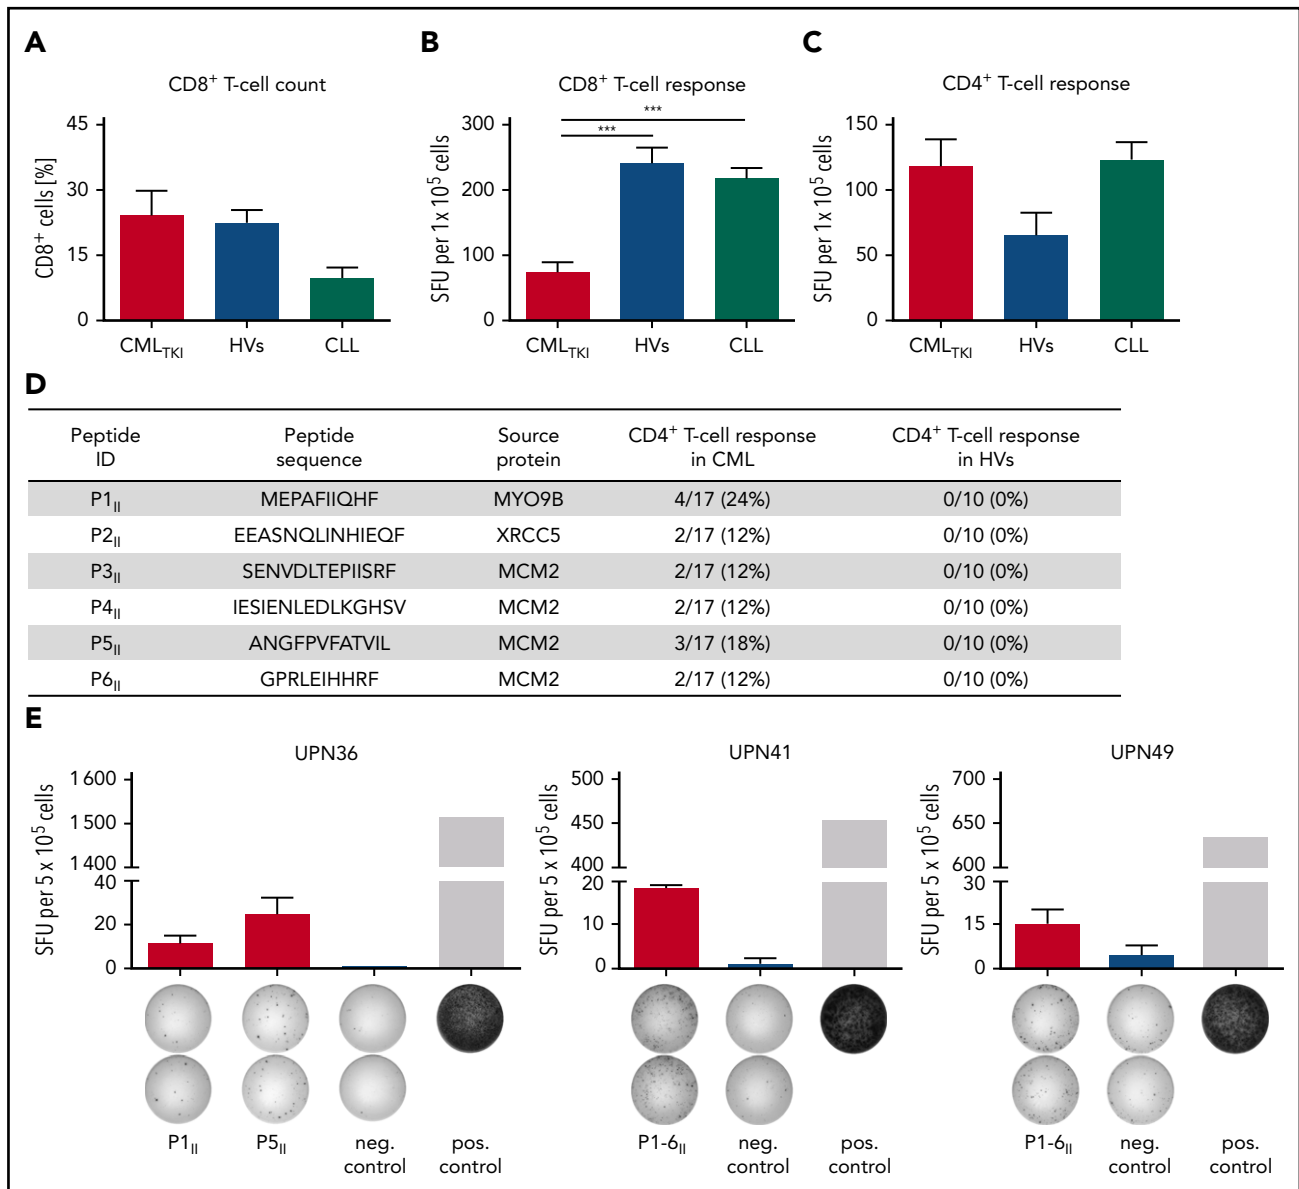 A
CD8+ T-cell count
CD8+ cells [%]
45
30
15
0
CMLTKI HVs CLL
B
CD8+ T-cell response
SFU per 1 x 10^5 cells
300
200
100
0
***
***
CMLTKI HVs CLL
C
CD4+ T-cell response
SFU per 1 x 10^5 cells
150
100
50
0
CMLTKI HVs CLL
D
Peptide ID Peptide sequence Source protein CD4+ T-cell response in CML CD4+ T-cell response in HVs
P1II MEPAFIIQHF MYO9B 4/17 (24%) 0/10 (0%)
P2II EEASNQLINHIEQF XRCC5 2/17 (12%) 0/10 (0%)
P3II SENVDLTEPIISRF MCM2 2/17 (12%) 0/10 (0%)
P4II IESIENLEDLKGHSV MCM2 2/17 (12%) 0/10 (0%)
P5II ANGFPVFATVIL MCM2 3/17 (18%) 0/10 (0%)
P6II GPRLEIHHRF MCM2 2/17 (12%) 0/10 (0%)
E
UPN36
SFU per 5 x 10^5 cells
1600
1500
1400
40
20
0
P1II P5II neg. control pos. control
UPN41
SFU per 5 x 10^5 cells
500
450
400
20
10
0
P1-6II neg. control pos. control
UPN49
SFU per 5 x 10^5 cells
700
650
600
30
15
0
P1-6II neg. control pos. control